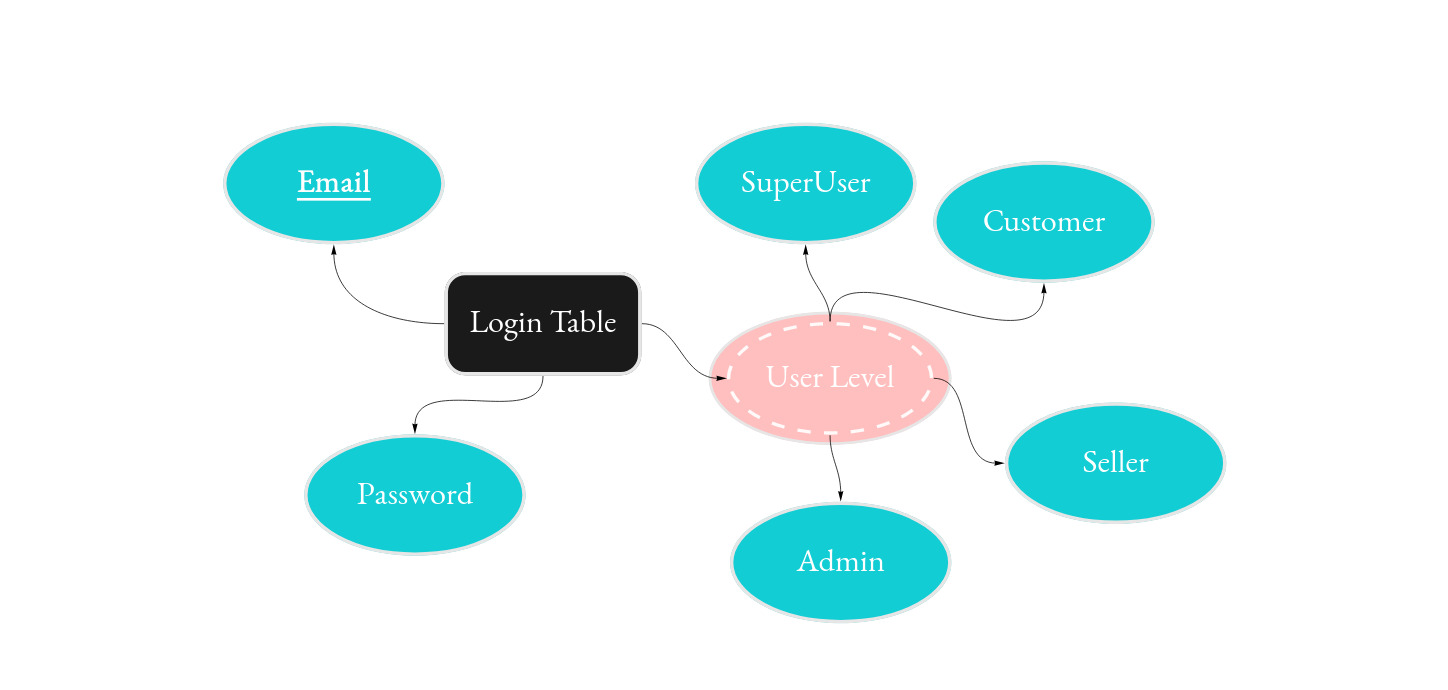 Email
SuperUser
Customer
Login Table
User Level
Seller
Password
Admin